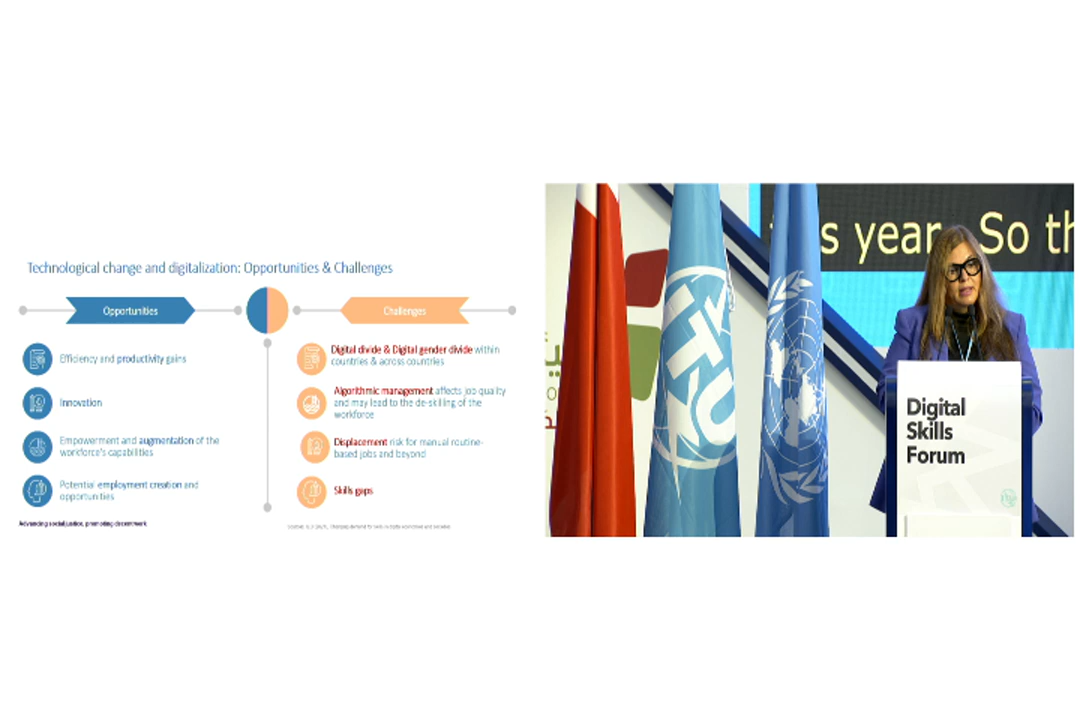 Technological change and digitalization: Opportunities & Challenges
Opportunities
Challenges
Efficiency and productivity gains
Innovation
Empowerment and augmentation of the
workforce's capabilities
Potential employment creation and
opportunities
Digital divide & Digital gender divide within
countries & across countries
Algorithmic management affects job quality
and may lead to the de-skilling of the
workforce
Displacement risk for manual routine-
based jobs and beyond
Skills gaps
Advancing social justice, promoting decent work
s year. So th
ITU
Digital
Skills
Forum